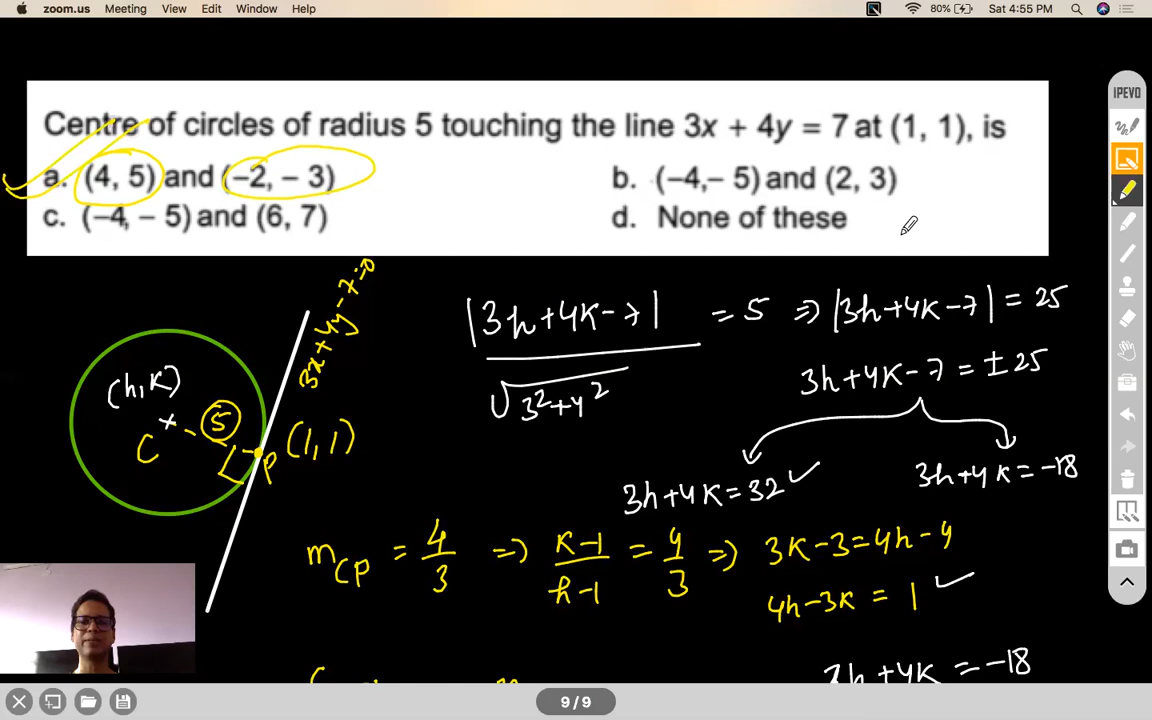 zoom.us Meeting View Edit Window Help 80% Sat 4:55 PM
IPEVO
Centre of circles of radius 5 touching the line 3x + 4y = 7 at (1, 1), is
a. (4, 5) and (−2, − 3) b. (−4,− 5) and (2, 3)
c. (−4, − 5) and (6, 7) d. None of these
3x+4y-7=0
|3h+4K-7| / √3²+4² = 5 ⇒ |3h+4K-7| = 25
3h+4K-7 = ±25
(h,K)
C 5 P (1,1)
3h+4K=32 ✓ 3h+4K=-18
m_CP = 4/3 ⇒ K-1/h-1 = 4/3 ⇒ 3K-3=4h-4
4h-3K = 1 ✓
3h+4K = -18
9 / 9